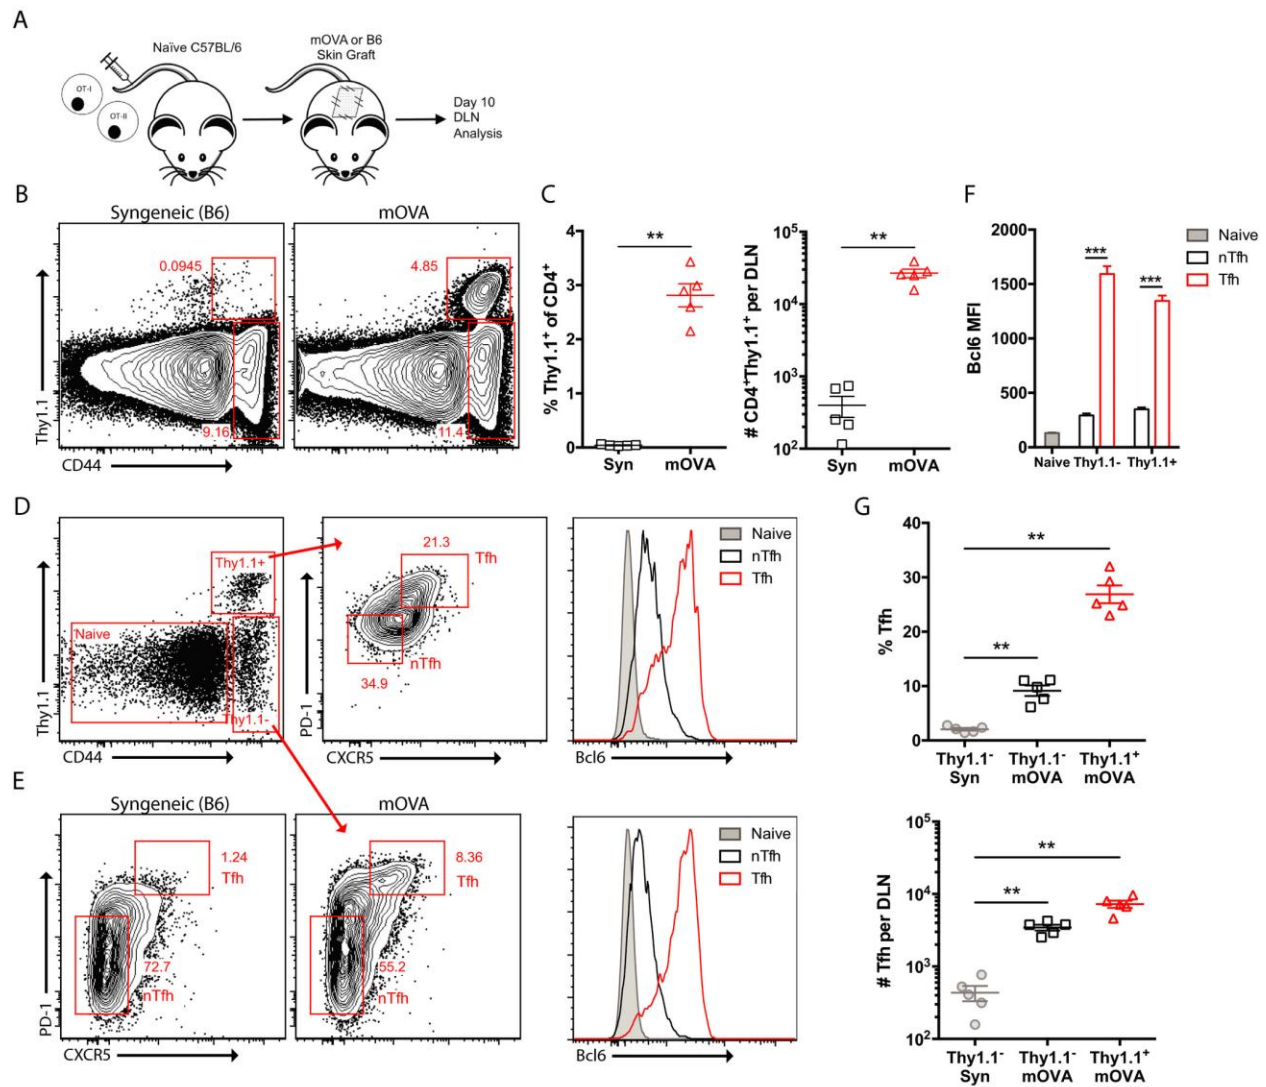 A
Naïve C57BL/6
mOVA or B6
Skin Graft
OT-I
OT-II
Day 10
DLN
Analysis
B
Syngeneic (B6)
mOVA
0.0945
4.85
9.16
11.4
Thy1.1
CD44
C
% Thy1.1+ of CD4+
4
3
2
1
0
**
Syn
mOVA
# CD4+Thy1.1+ per DLN
10^5
10^4
10^3
10^2
**
Syn
mOVA
F
Bcl6 MFI
2000
1500
1000
500
0
***
***
Naive
nTfh
Tfh
Naive
Thy1.1-
Thy1.1+
D
Thy1.1+
Naive
Thy1.1-
Thy1.1
CD44
21.3
Tfh
nTfh
34.9
PD-1
CXCR5
Naive
nTfh
Tfh
Bcl6
E
Syngeneic (B6)
mOVA
1.24
Tfh
72.7
nTfh
8.36
Tfh
55.2
nTfh
PD-1
CXCR5
Naive
nTfh
Tfh
Bcl6
G
% Tfh
40
30
20
10
0
**
**
Thy1.1- Thy1.1- Thy1.1+
Syn mOVA mOVA
# Tfh per DLN
10^5
10^4
10^3
10^2
**
**
Thy1.1- Thy1.1- Thy1.1+
Syn mOVA mOVA